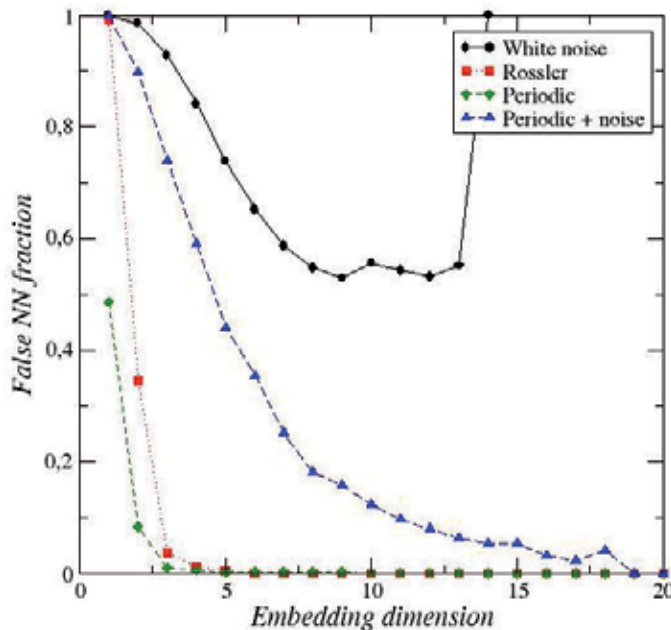 1
0,8
0,6
0,4
0,2
0
False NN fraction
White noise
Rossler
Periodic
Periodic + noise
0 5 10 15 20
Embedding dimension